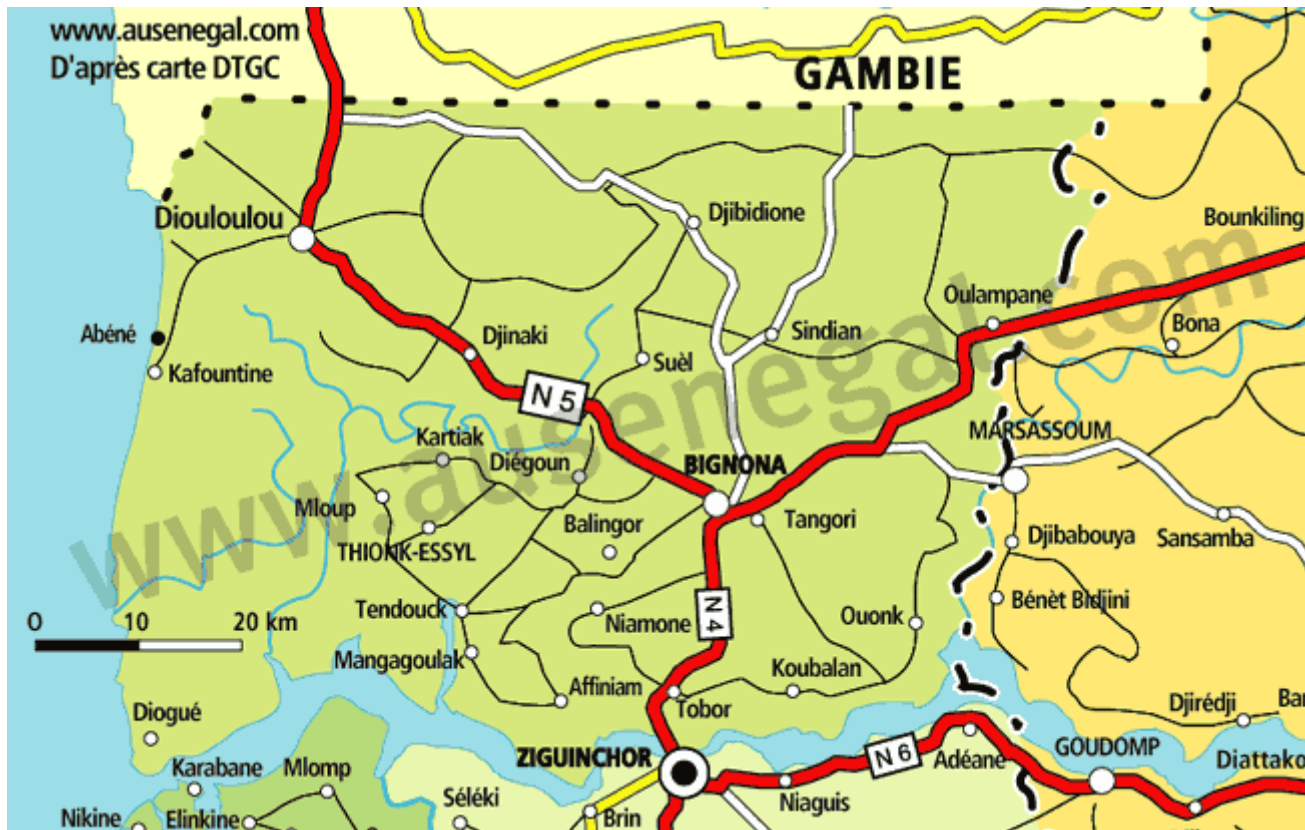 www.ausenegal.com
D'après carte DTGC
GAMBIE
Diouloulou
Djibidione
Bounkiling
Oulampane
Abéné
Djinaki
Sindian
Bona
Kafountine
Suèl
N 5
Kartiak
MARSASSOUM
Diégoun
BIGNONA
Mloup
Balingor
Tangori
THIONK-ESSYL
Djibabouya
Sansamba
Tendouck
Niamone
N 4
Ouonk
Bénèt Bidjini
0 10 20 km
Mangagoulak
Affiniam
Koubalan
Tobor
Djirédji
Diogué
ZIGUINCHOR
N 6
Adéane
GOUDOMP
Karabane
Mlomp
Niaguis
Séléki
Nikine
Elinkine
Brin
www.ausenegal.com